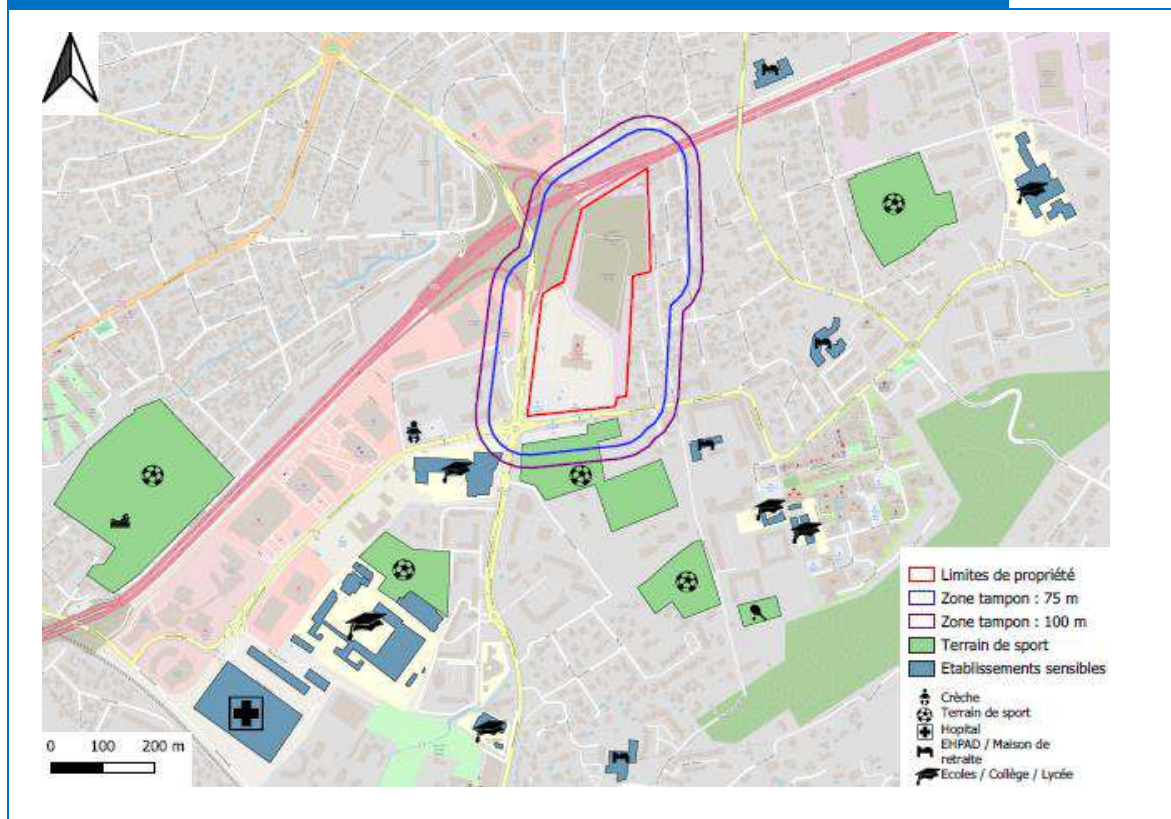 Limites de propriété
Zone tampon : 75 m
Zone tampon : 100 m
Terrain de sport
Etablissements sensibles
Crèche
Terrain de sport
Hopital
EHPAD / Maison de
retraite
Ecoles / Collège / Lycée
0 100 200 m